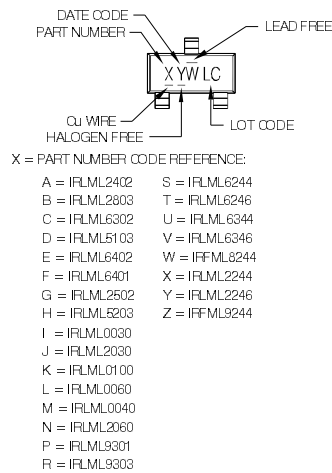 DATE CODE
LEAD FREE
PART NUMBER
X YW LC
Cu WIRE
HALOGEN FREE
LOT CODE
X = PART NUMBER CODE REFERENCE:
A = IRLML2402 S = IRLML6244
B = IRLML2803 T = IRLML6246
C = IRLML6302 U = IRLML6344
D = IRLML5103 V = IRLML6346
E = IRLML6402 W = IRFML8244
F = IRLML6401 X = IRLML2244
G = IRLML2502 Y = IRLML2246
H = IRLML5203 Z = IRFML9244
I = IRLML0030
J = IRLML2030
K = IRLML0100
L = IRLML0060
M = IRLML0040
N = IRLML2060
P = IRLML9301
R = IRLML9303